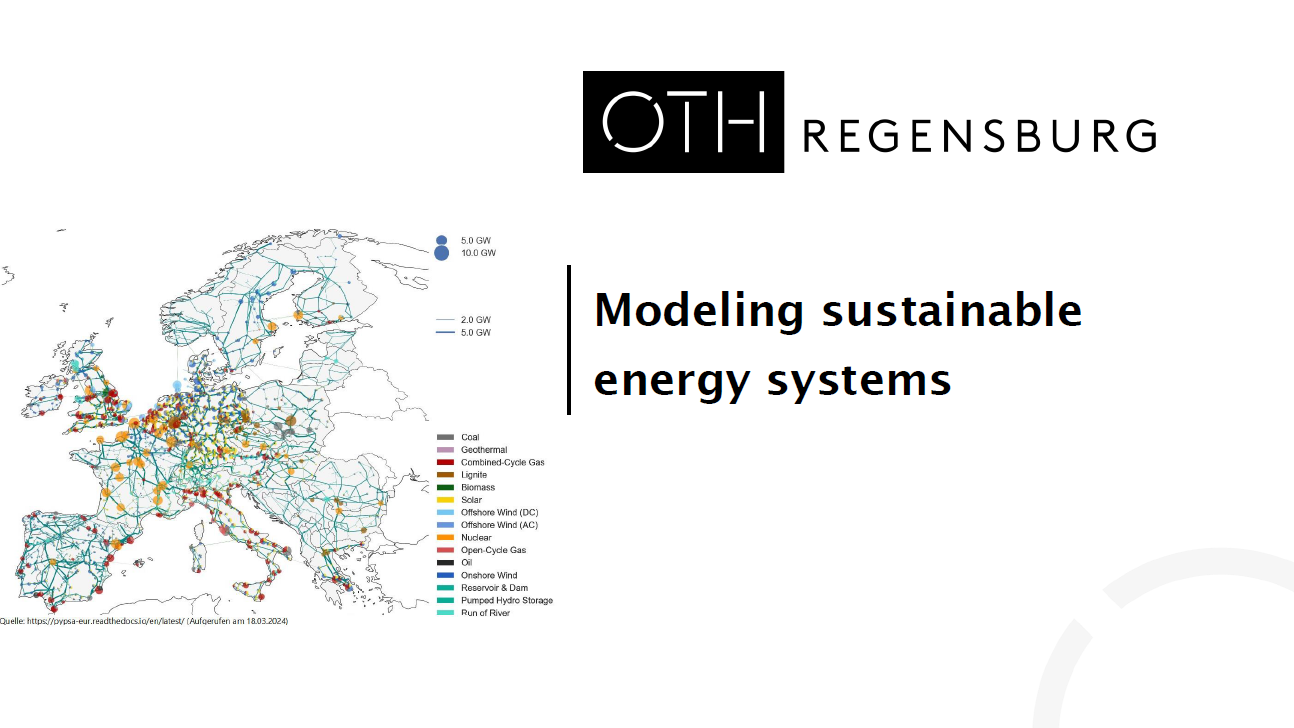 OTH REGENSBURG
Modeling sustainable
energy systems
5.0 GW
10.0 GW
2.0 GW
5.0 GW
Coal
Geothermal
Combined-Cycle Gas
Lignite
Biomass
Solar
Offshore Wind (DC)
Offshore Wind (AC)
Nuclear
Open-Cycle Gas
Oil
Onshore Wind
Reservoir & Dam
Pumped Hydro Storage
Run of River
Quelle: https://pypsa-eur.readthedocs.io/en/latest/ (Aufgerufen am 18.03.2024)